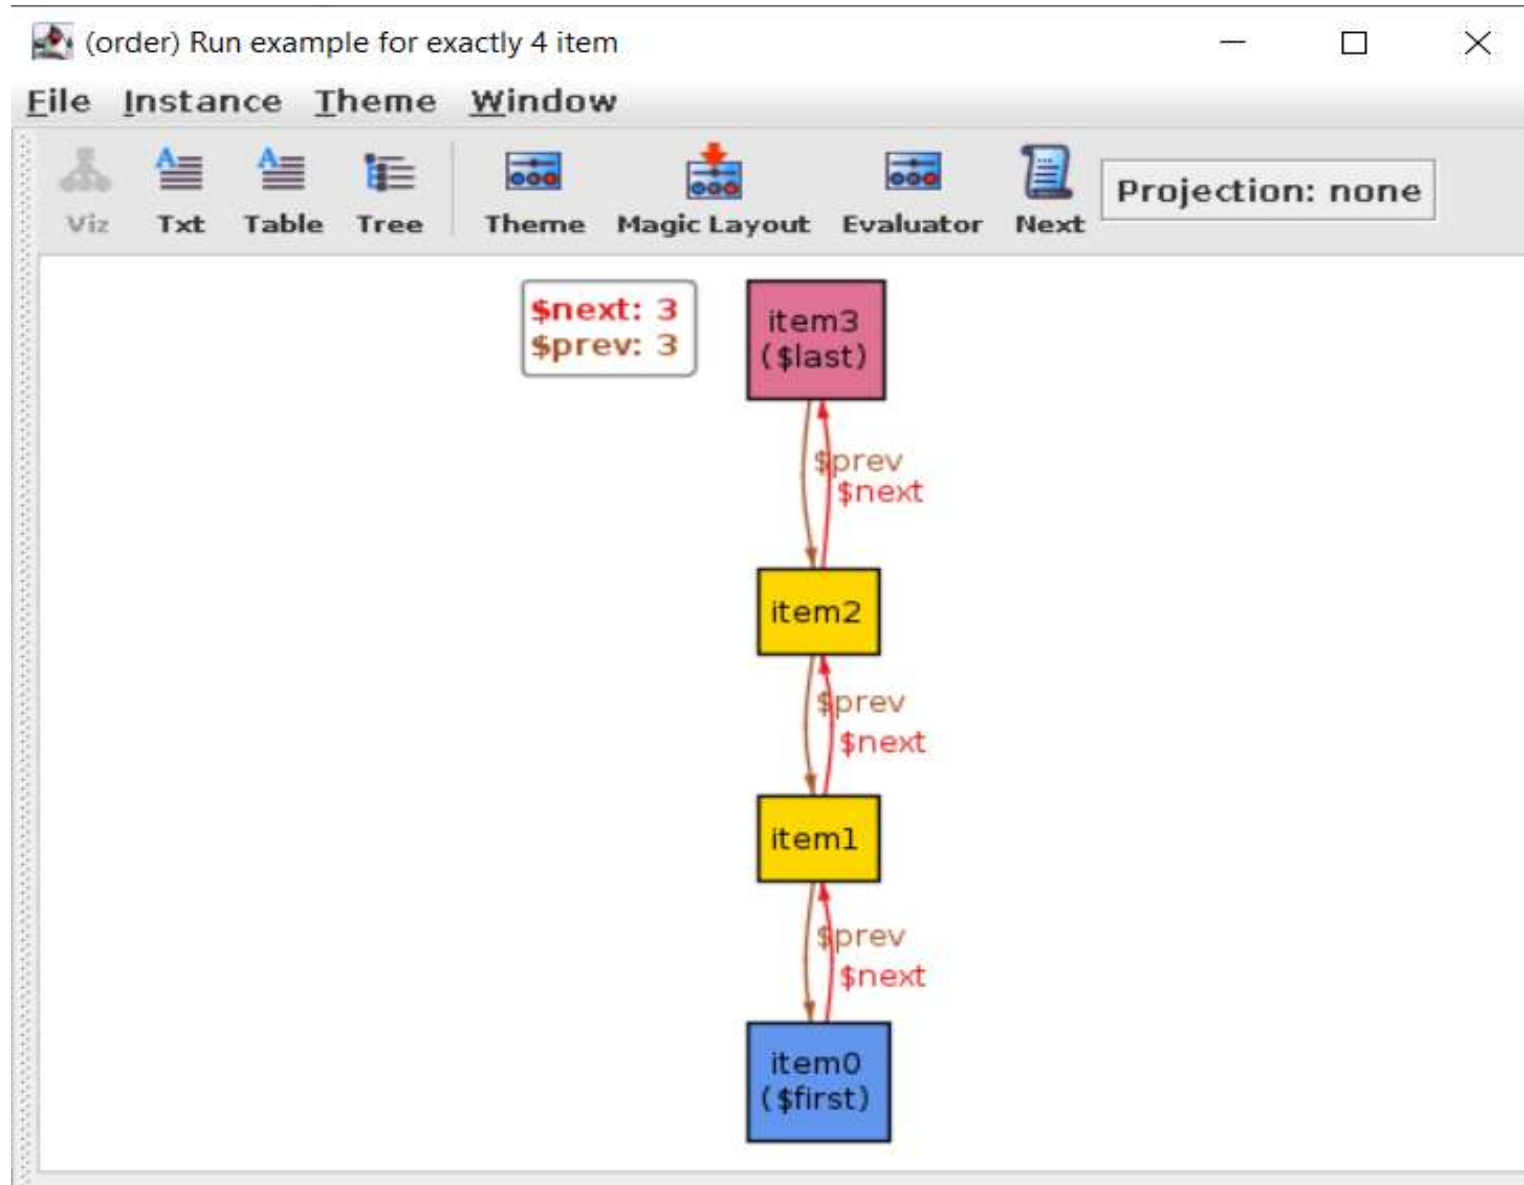 (order) Run example for exactly 4 item
File Instance Theme Window
Viz Txt Table Tree Theme Magic Layout Evaluator Next Projection: none
$next: 3
$prev: 3
item3
($last)
$prev
$next
item2
$prev
$next
item1
$prev
$next
item0
($first)